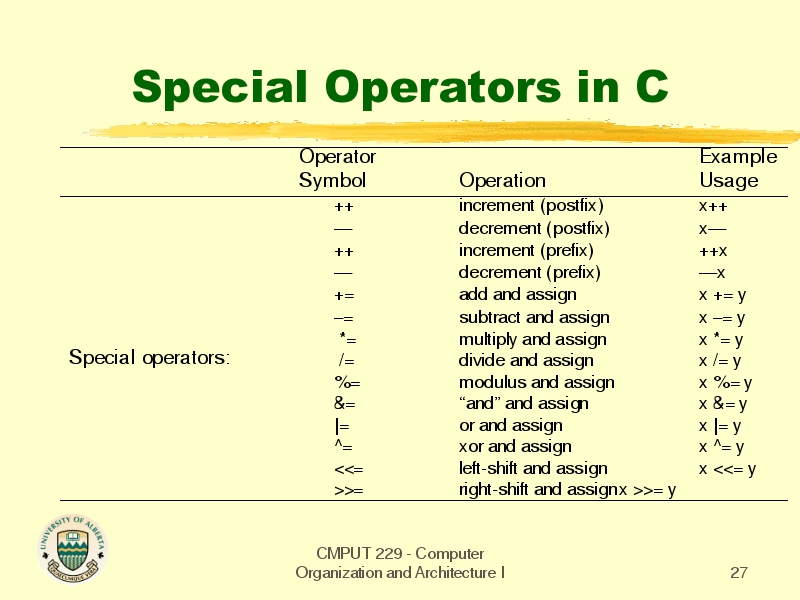 Special Operators in C
Operator Symbol Operation Example Usage
++ increment (postfix) x++
— decrement (postfix) x—
++ increment (prefix) ++x
— decrement (prefix) —x
+= add and assign x += y
–= subtract and assign x –= y
*= multiply and assign x *= y
Special operators: /= divide and assign x /= y
%= modulus and assign x %= y
&= “and” and assign x &= y
|= or and assign x |= y
^= xor and assign x ^= y
<<= left-shift and assign x <<= y
>>= right-shift and assignx >>= y
UNIVERSITY OF ALBERTA
QUAECUMQUE VERA
CMPUT 229 - Computer
Organization and Architecture I
27